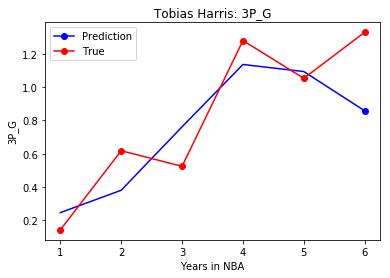 Tobias Harris: 3P_G
Prediction
True
3P_G
1.2
1.0
0.8
0.6
0.4
0.2
1 2 3 4 5 6
Years in NBA